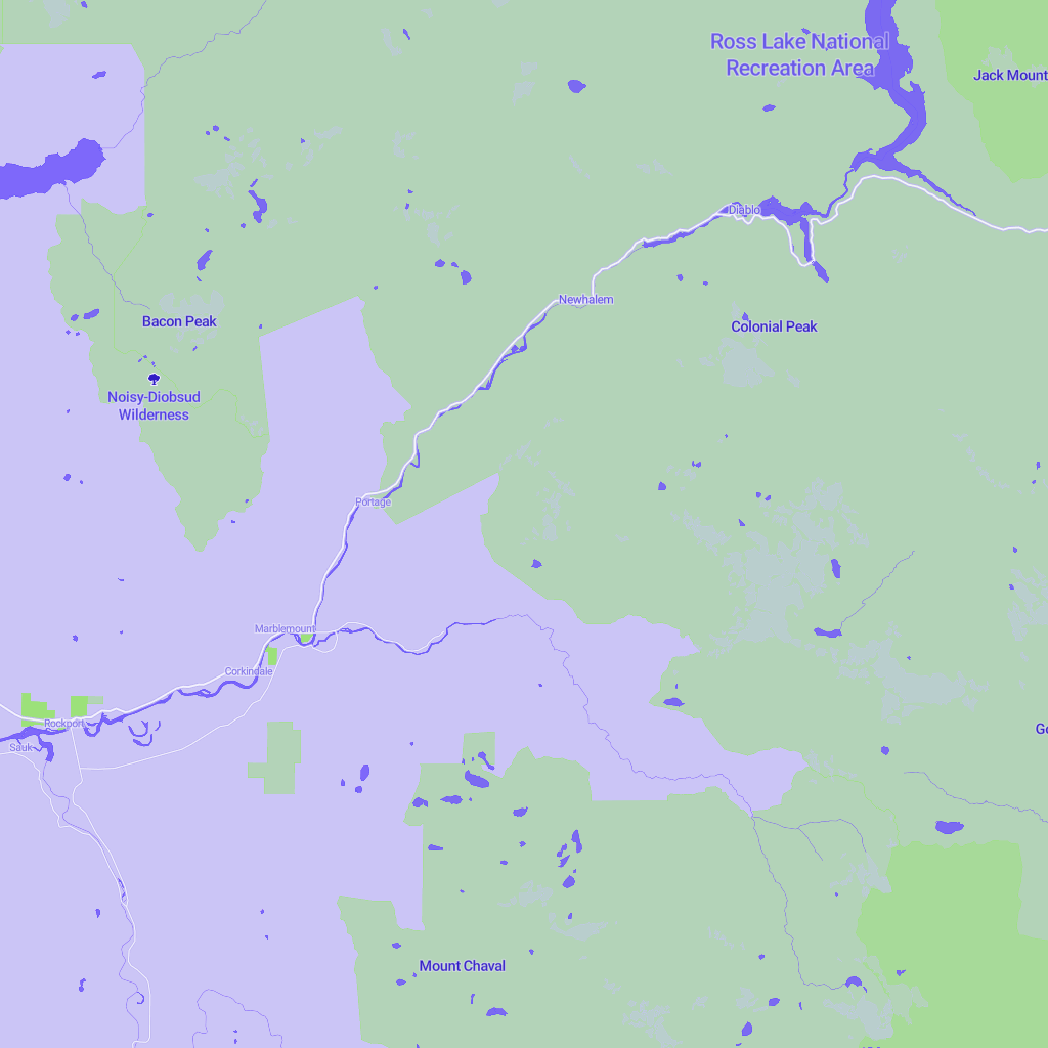 Ross Lake National
Recreation Area
Jack Mount
Diablo
Newhalem
Bacon Peak
Colonial Peak
Noisy-Diobsud
Wilderness
Portage
Marblemount
Corkindale
Rockport
Sauk
Mount Chaval